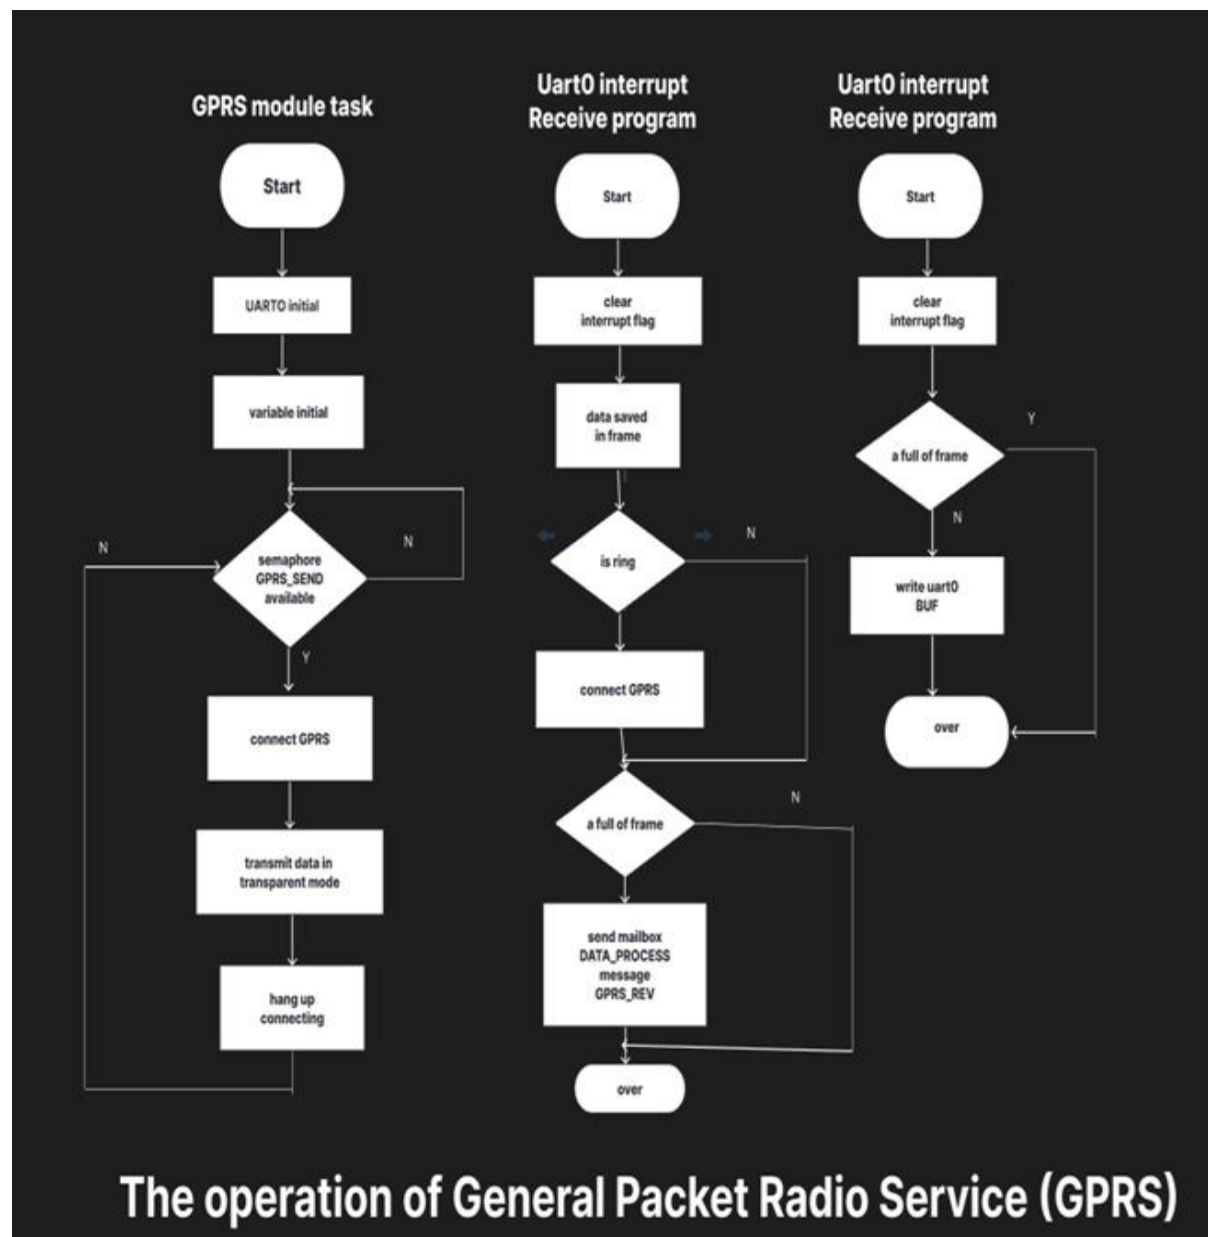 GPRS module task
Start
UART0 initial
variable initial
N
N
semaphore
GPRS_SEND
available
Y
connect GPRS
transmit data in
transparent mode
hang up
connecting
Uart0 interrupt
Receive program
Start
clear
interrupt flag
data saved
in frame
N
is ring
connect GPRS
N
a full of frame
send mailbox
DATA_PROCESS
message
GPRS_REV
over
Uart0 interrupt
Receive program
Start
clear
interrupt flag
Y
a full of frame
N
write uart0
BUF
over
The operation of General Packet Radio Service (GPRS)